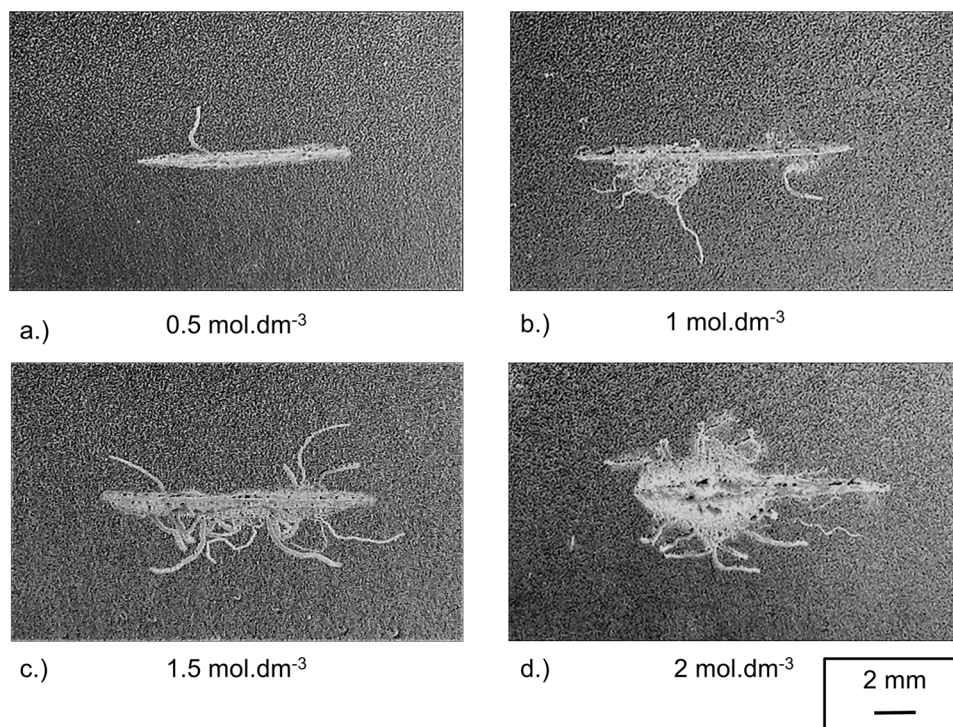 a.) 0.5 mol.dm⁻³
b.) 1 mol.dm⁻³
c.) 1.5 mol.dm⁻³
d.) 2 mol.dm⁻³
2 mm